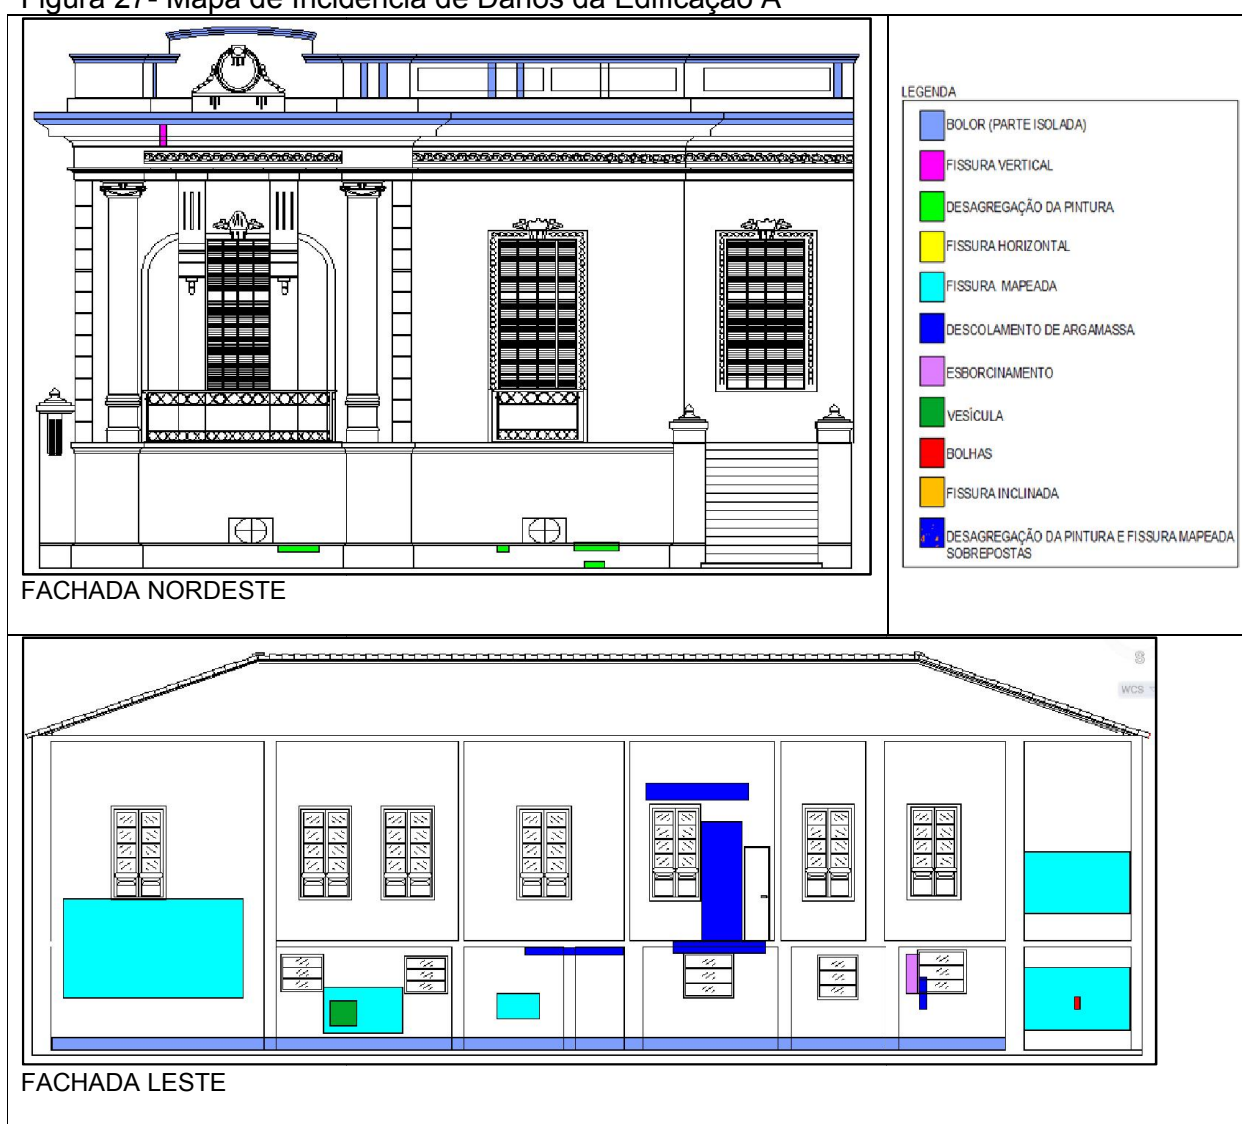 Figura 27- Mapa de Incidência de Danos da Edificação A
LEGENDA
BOLOR (PARTE ISOLADA)
FISSURA VERTICAL
DESAGREGAÇÃO DA PINTURA
FISSURA HORIZONTAL
FISSURA MAPEADA
DESCOLAMENTO DE ARGAMASSA
ESBORCINAMENTO
VESÌCULA
BOLHAS
FISSURA INCLINADA
DESAGREGAÇÃO DA PINTURA E FISSURA MAPEADA
SOBREPOSTAS
FACHADA NORDESTE
S
WCS
FACHADA LESTE